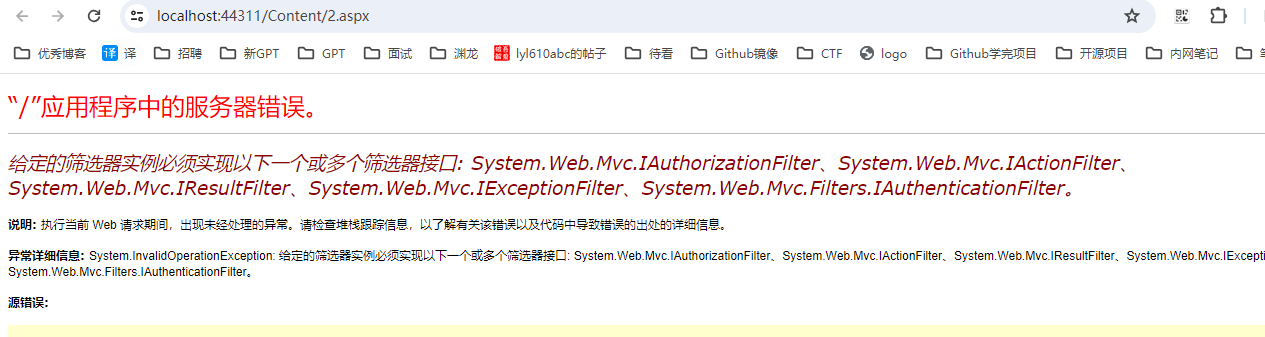 localhost:44311/Content/2.aspx
优秀博客 译 译 招聘 新GPT GPT 面试 渊龙 破吾解爱 lyl610abc的帖子 待看 Github镜像 CTF logo Github学完项目 开源项目 内网笔记
“/”应用程序中的服务器错误。
给定的筛选器实例必须实现以下一个或多个筛选器接口: System.Web.Mvc.IAuthorizationFilter、System.Web.Mvc.IActionFilter、
System.Web.Mvc.IResultFilter、System.Web.Mvc.IExceptionFilter、System.Web.Mvc.Filters.IAuthenticationFilter。
说明: 执行当前 Web 请求期间，出现未经处理的异常。请检查堆栈跟踪信息，以了解有关该错误以及代码中导致错误的出处的详细信息。
异常详细信息: System.InvalidOperationException: 给定的筛选器实例必须实现以下一个或多个筛选器接口: System.Web.Mvc.IAuthorizationFilter、System.Web.Mvc.IActionFilter、System.Web.Mvc.IResultFilter、System.Web.Mvc.IExcepti
System.Web.Mvc.Filters.IAuthenticationFilter。
源错误: